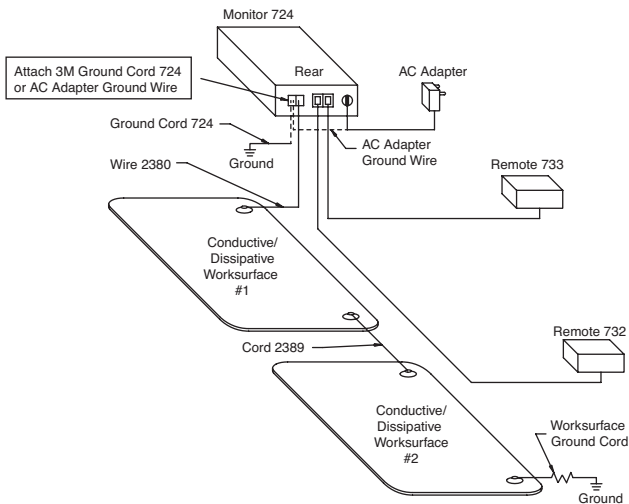 Monitor 724
Attach 3M Ground Cord 724
or AC Adapter Ground Wire
Rear
AC Adapter
Ground Cord 724
Ground
AC Adapter
Ground Wire
Wire 2380
Remote 733
Conductive/
Dissipative
Worksurface
#1
Cord 2389
Remote 732
Conductive/
Dissipative
Worksurface
#2
Worksurface
Ground Cord
Ground